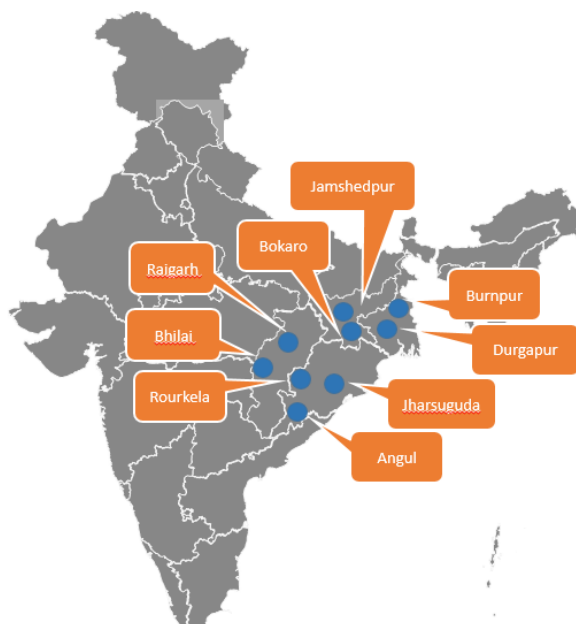 Jamshedpur
Bokaro
Raigarh
Burnpur
Bhilai
Durgapur
Rourkela
Jharsuguda
Angul